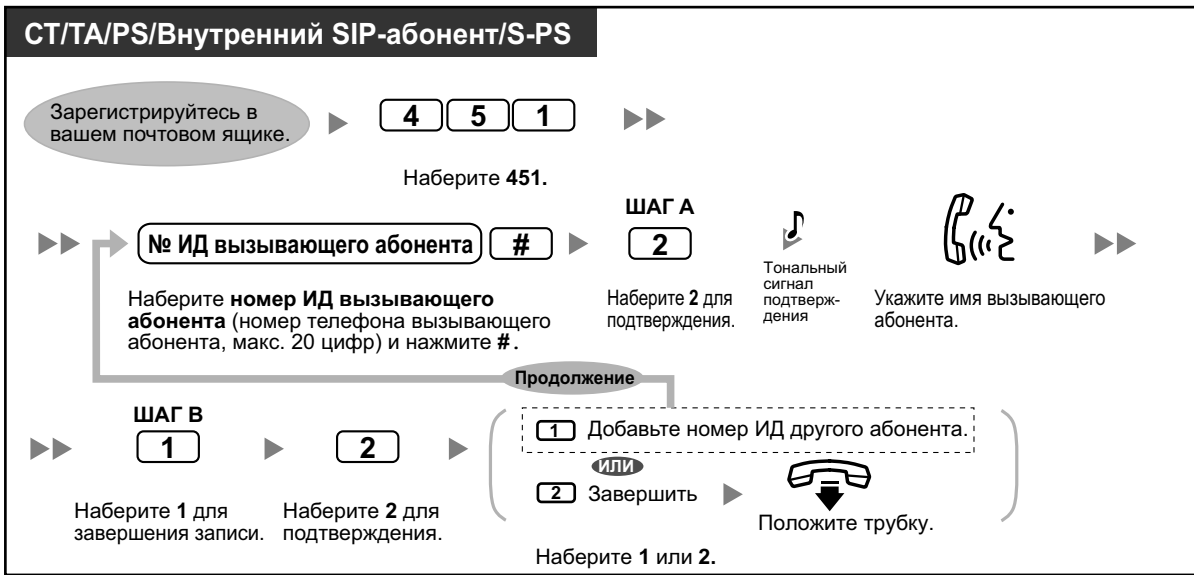 СТ/ТА/PS/Внутренний SIP-абонент/S-PS
Зарегистрируйтесь в
вашем почтовом ящике.
4 5 1
Наберите 451.
№ ИД вызывающего абонента #
Наберите номер ИД вызывающего
абонента (номер телефона вызывающего
абонента, макс. 20 цифр) и нажмите #.
ШАГ A
2
Наберите 2 для
подтверждения.
Тональный
сигнал
подтверж-
дения
Укажите имя вызывающего
абонента.
Продолжение
ШАГ B
1
Наберите 1 для
завершения записи.
2
Наберите 2 для
подтверждения.
1 Добавьте номер ИД другого абонента.
ИЛИ
2 Завершить
Положите трубку.
Наберите 1 или 2.